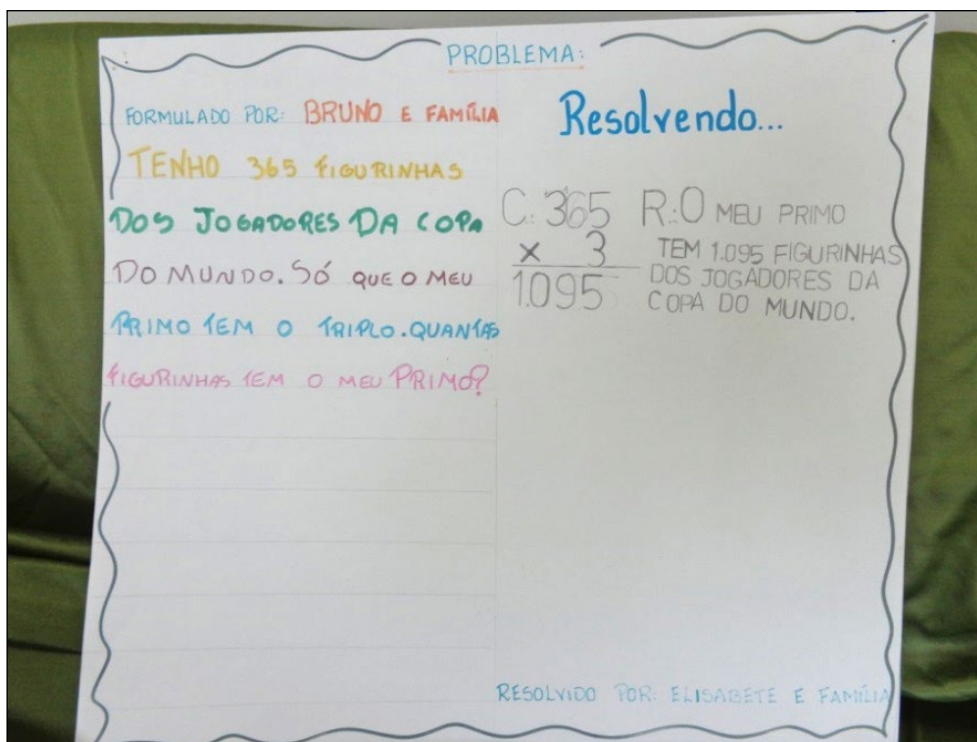 PROBLEMA:
FORMULADO POR: BRUNO E FAMÍLIA
TENHO 365 FIGURINHAS
DOS JOGADORES DA COPA
DO MUNDO. SÓ QUE O MEU
PRIMO TEM O TRIPLO. QUANTAS
FIGURINHAS TEM O MEU PRIMO?
Resolvendo...
C.: 365
x 3
1.095
R.: O MEU PRIMO
TEM 1.095 FIGURINHAS
DOS JOGADORES DA
COPA DO MUNDO.
RESOLVIDO POR: ELISABETE E FAMÍLIA